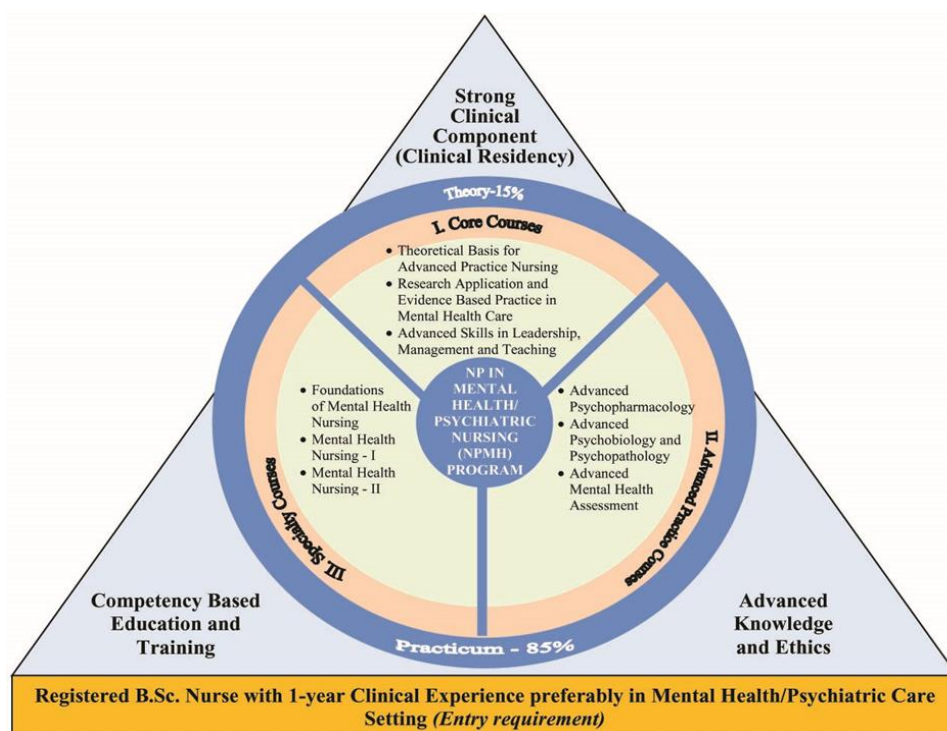 Strong
Clinical
Component
(Clinical Residency)
Theory-15%
I. Core Courses
• Theoretical Basis for
Advanced Practice Nursing
• Research Application and
Evidence Based Practice in
Mental Health Care
• Advanced Skills in Leadership,
Management and Teaching
NP IN
MENTAL
HEALTH/
PSYCHIATRIC
NURSING
(NPMH)
PROGRAM
• Foundations
of Mental Health
Nursing
• Mental Health
Nursing - I
• Mental Health
Nursing - II
• Advanced
Psychopharmacology
• Advanced
Psychobiology and
Psychopathology
• Advanced
Mental Health
Assessment
III. Specialty Courses
II. Advanced Practice Courses
Practicum - 85%
Competency Based
Education and
Training
Advanced
Knowledge
and Ethics
Registered B.Sc. Nurse with 1-year Clinical Experience preferably in Mental Health/Psychiatric Care
Setting (Entry requirement)